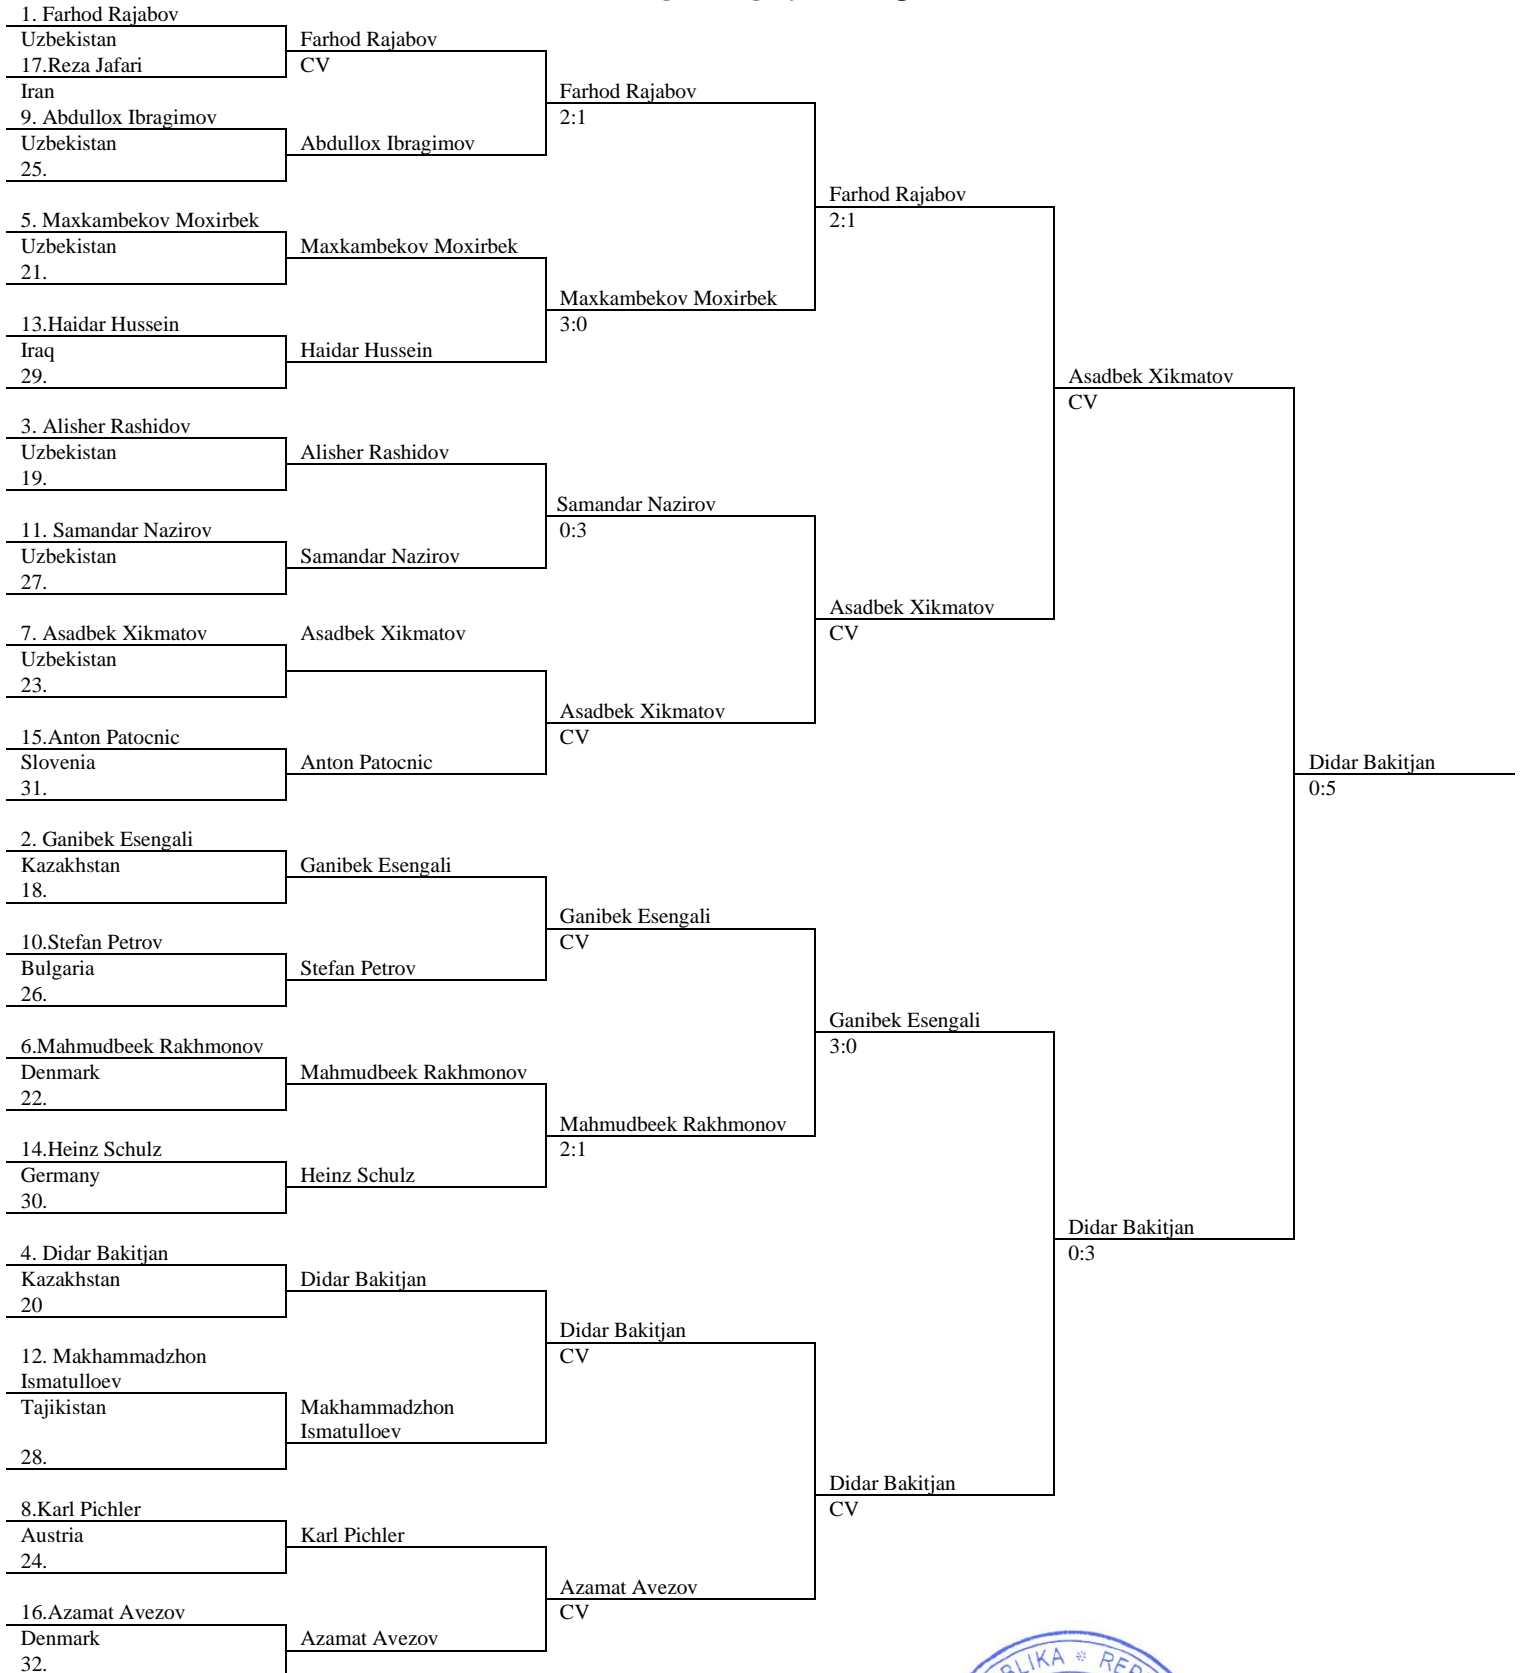 1. Farhod Rajabov
Uzbekistan
Farhod Rajabov
17.Reza Jafari
CV
Iran
Farhod Rajabov
9. Abdullox Ibragimov
2:1
Uzbekistan
Abdullox Ibragimov
25.
Farhod Rajabov
5. Maxkambekov Moxirbek
2:1
Uzbekistan
Maxkambekov Moxirbek
21.
Maxkambekov Moxirbek
13.Haidar Hussein
3:0
Iraq
Haidar Hussein
29.
Asadbek Xikmatov
CV
3. Alisher Rashidov
Uzbekistan
Alisher Rashidov
19.
Samandar Nazirov
11. Samandar Nazirov
0:3
Uzbekistan
Samandar Nazirov
27.
Asadbek Xikmatov
7. Asadbek Xikmatov
Asadbek Xikmatov
CV
Uzbekistan
23.
Asadbek Xikmatov
15.Anton Patocnic
CV
Slovenia
Anton Patocnic
Didar Bakitjan
31.
0:5
2. Ganibek Esengali
Kazakhstan
Ganibek Esengali
18.
Ganibek Esengali
10.Stefan Petrov
CV
Bulgaria
Stefan Petrov
26.
Ganibek Esengali
6.Mahmudbeek Rakhmonov
3:0
Denmark
Mahmudbeek Rakhmonov
22.
Mahmudbeek Rakhmonov
14.Heinz Schulz
2:1
Germany
Heinz Schulz
30.
Didar Bakitjan
4. Didar Bakitjan
0:3
Kazakhstan
Didar Bakitjan
20
Didar Bakitjan
12. Makhammadzhon
CV
Ismatulloev
Tajikistan
Makhammadzhon
Ismatulloev
28.
Didar Bakitjan
8.Karl Pichler
CV
Austria
Karl Pichler
24.
Azamat Avezov
16.Azamat Avezov
CV
Denmark
Azamat Avezov
32.